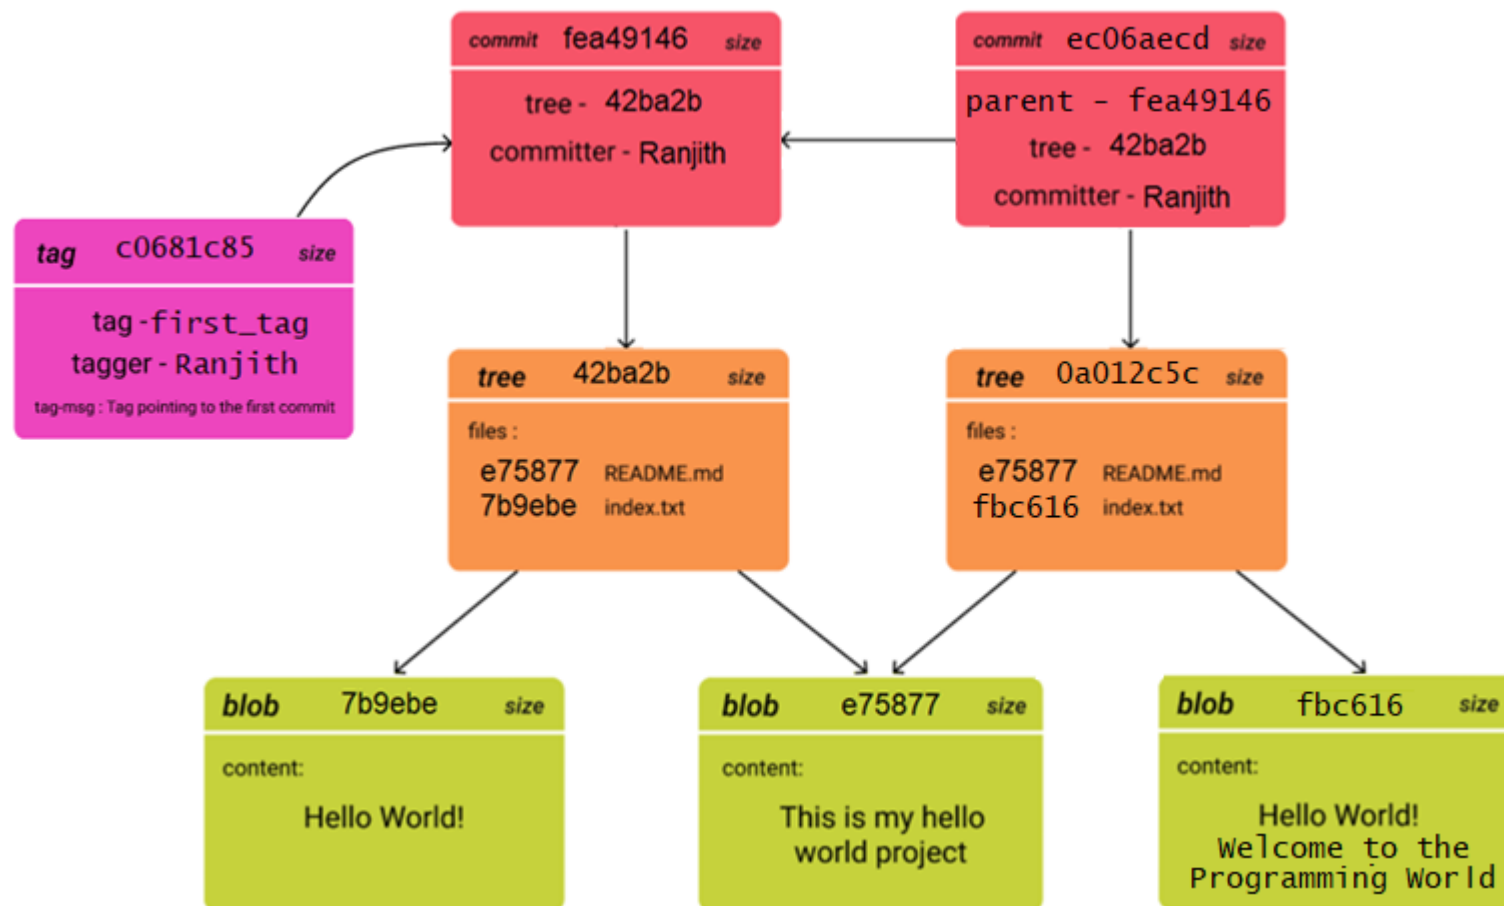 commit fea49146 size
tree - 42ba2b
committer - Ranjith
commit ec06aecd size
parent - fea49146
tree - 42ba2b
committer - Ranjith
tag c0681c85 size
tag -first_tag
tagger - Ranjith
tag-msg : Tag pointing to the first commit
tree 42ba2b size
files :
e75877 README.md
7b9ebe index.txt
tree 0a012c5c size
files :
e75877 README.md
fbc616 index.txt
blob 7b9ebe size
content:
Hello World!
blob e75877 size
content:
This is my hello
world project
blob fbc616 size
content:
Hello World!
Welcome to the
Programming World